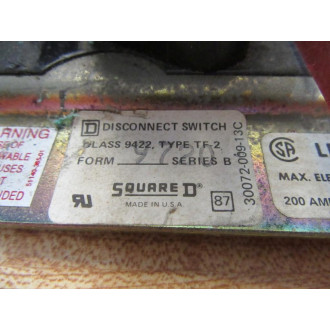 DISCONNECT SWITCH
CLASS 9422, TYPE TF-2
FORM SERIES B
SQUARE D®
MADE IN U.S.A.
87
30072-009-13C
WARNING
MAX. ELE
200 AMP